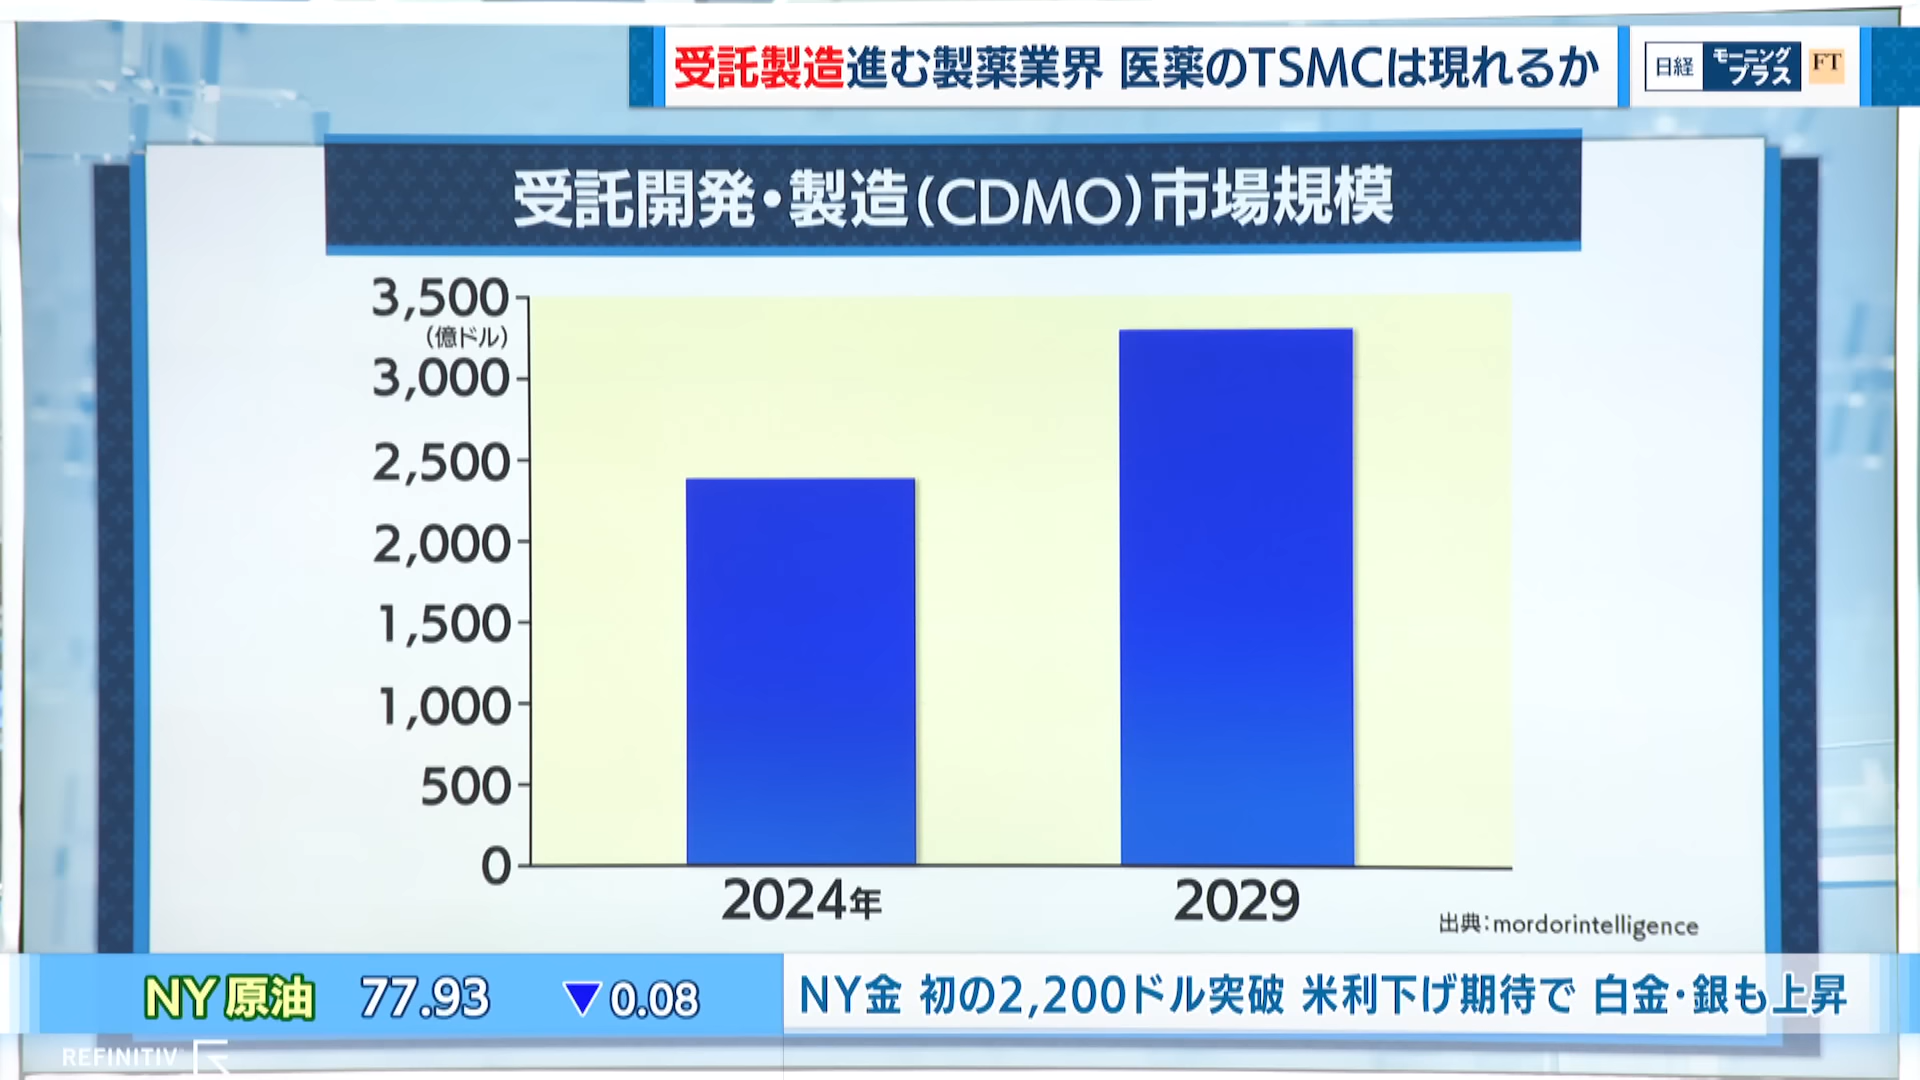 受託製造進む製薬業界 医薬のTSMCは現れるか
日経
モーニング
プラス
FT
受託開発・製造(CDMO)市場規模
3,500
(億ドル)
3,000
2,500
2,000
1,500
1,000
500
0
2024年
2029
出典:mordorintelligence
NY原油 77.93 ▼0.08
NY金 初の2,200ドル突破 米利下げ期待で 白金・銀も上昇
REFINITIV